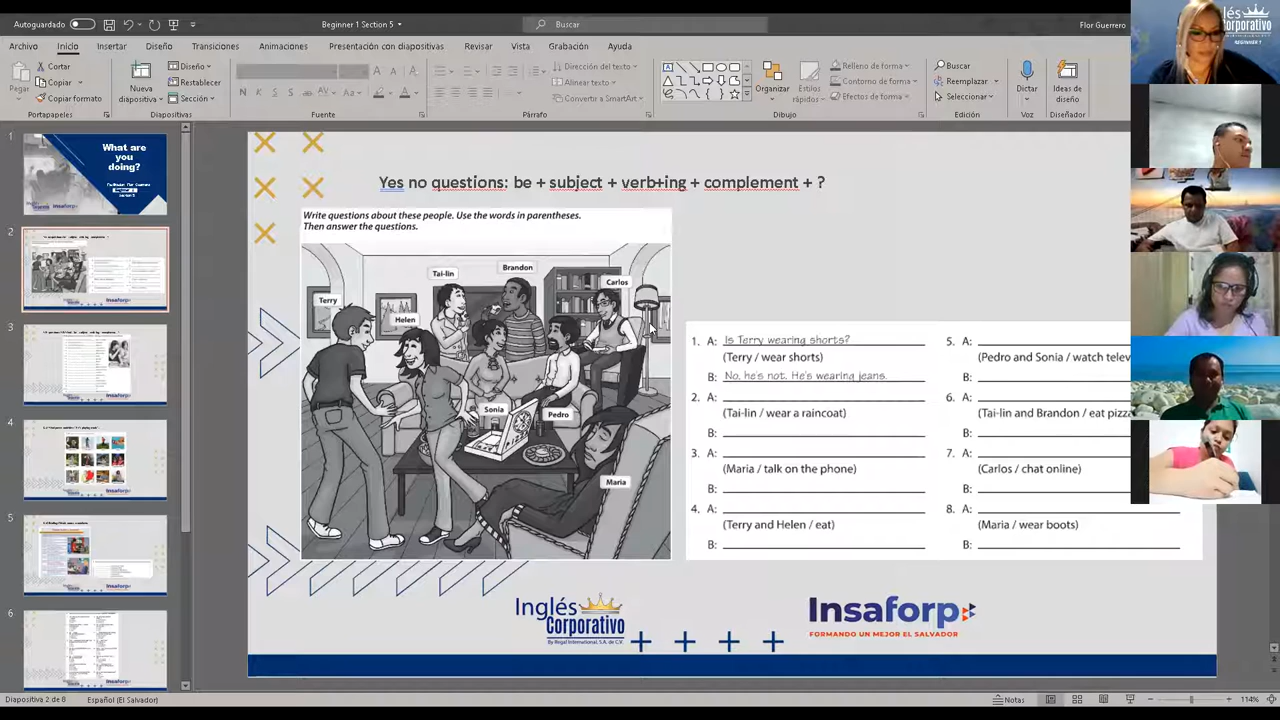 Autoguardado
Beginner 1 Section 5
Buscar
Flor Guerrero
Archivo
Inicio
Insertar
Diseño
Transiciones
Animaciones
Presentación con diapositivas
Revisar
Vista
Grabación
Ayuda
Pegar
Cortar
Copiar
Copiar formato
Portapapeles
Nueva diapositiva
Diseño
Restablecer
Sección
Diapositivas
Fuente
Dirección del texto
Alinear texto
Convertir a SmartArt
Párrafo
Organizar
Estilos rápidos
Relleno de forma
Contorno de forma
Efectos de forma
Dibujo
Buscar
Reemplazar
Seleccionar
Edición
Dictar
Voz
Ideas de diseño
Diseñador
1
What are
you
doing?
2
3
4
5
6
Yes no questions: be + subject + verb+ing + complement + ?
Write questions about these people. Use the words in parentheses.
Then answer the questions.
Terry
Helen
Tai-lin
Brandon
Carlos
Sonia
Pedro
Maria
1. A: Is Terry wearing shorts?
(Terry / wear shorts)
B: No, he's not. He's wearing jeans.
2. A:
(Tai-lin / wear a raincoat)
B:
3. A:
(Maria / talk on the phone)
B:
4. A:
(Terry and Helen / eat)
B:
5. A:
(Pedro and Sonia / watch telev
B:
6. A:
(Tai-lin and Brandon / eat pizz
B:
7. A:
(Carlos / chat online)
B:
8. A:
(Maria / wear boots)
B:
Inglés
Corporativo
By Regal International, S.A. de C.V.
Insaforp
FORMANDO UN MEJOR EL SALVADOR
Diapositiva 2 de 8
Español (El Salvador)
Notas
114%